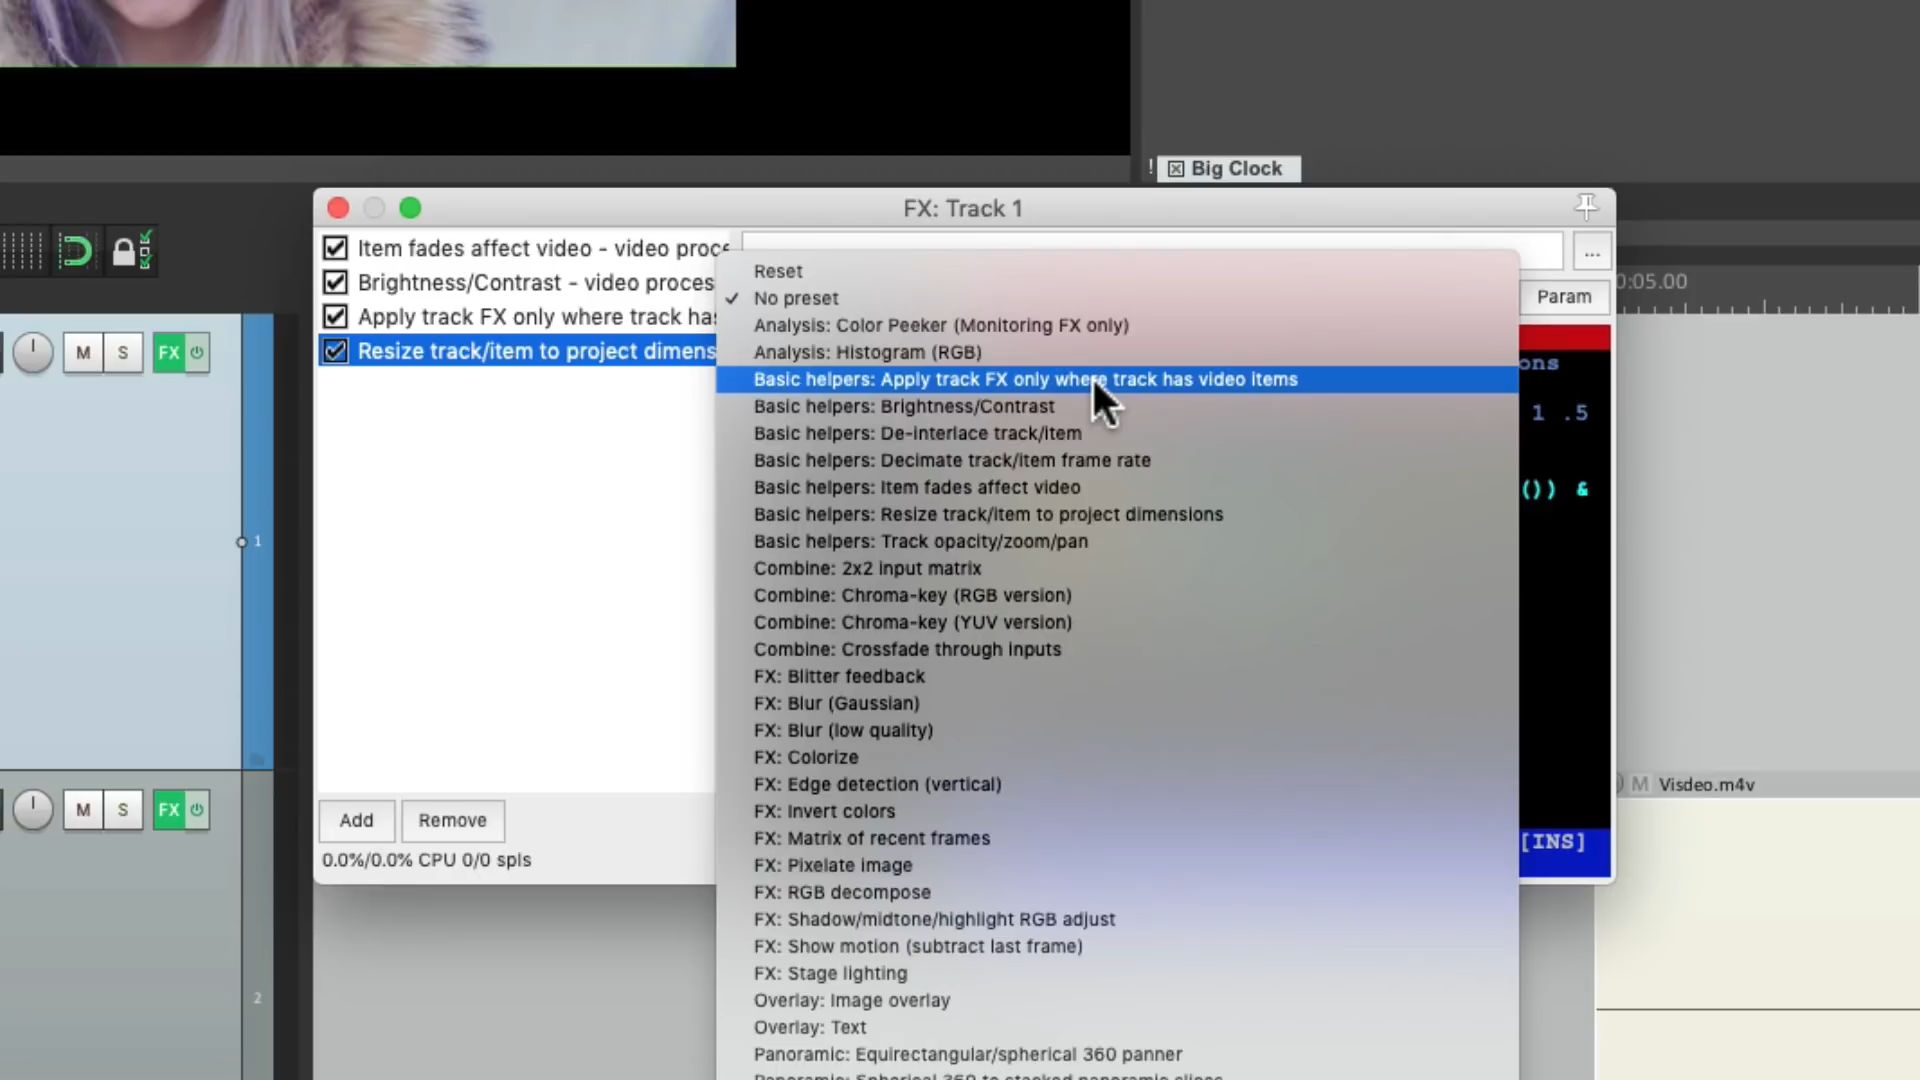 ! Big Clock
FX: Track 1
Item fades affect video - video proce
...
Brightness/Contrast - video proces
Apply track FX only where track ha
Resize track/item to project dimens
Param
0:05.00
Reset
✓ No preset
Analysis: Color Peeker (Monitoring FX only)
Analysis: Histogram (RGB)
Basic helpers: Apply track FX only where track has video items
Basic helpers: Brightness/Contrast
Basic helpers: De-interlace track/item
Basic helpers: Decimate track/item frame rate
Basic helpers: Item fades affect video
Basic helpers: Resize track/item to project dimensions
Basic helpers: Track opacity/zoom/pan
Combine: 2x2 input matrix
Combine: Chroma-key (RGB version)
Combine: Chroma-key (YUV version)
Combine: Crossfade through inputs
FX: Blitter feedback
FX: Blur (Gaussian)
FX: Blur (low quality)
FX: Colorize
FX: Edge detection (vertical)
FX: Invert colors
FX: Matrix of recent frames
FX: Pixelate image
FX: RGB decompose
FX: Shadow/midtone/highlight RGB adjust
FX: Show motion (subtract last frame)
FX: Stage lighting
Overlay: Image overlay
Overlay: Text
Panoramic: Equirectangular/spherical 360 panner
Panoramic: Spherical 360 to stacked panoramic slices
ons
1 .5
()) &
[INS]
M S FX
1
M S FX
2
Add Remove
0.0%/0.0% CPU 0/0 spls
M Visdeo.m4v